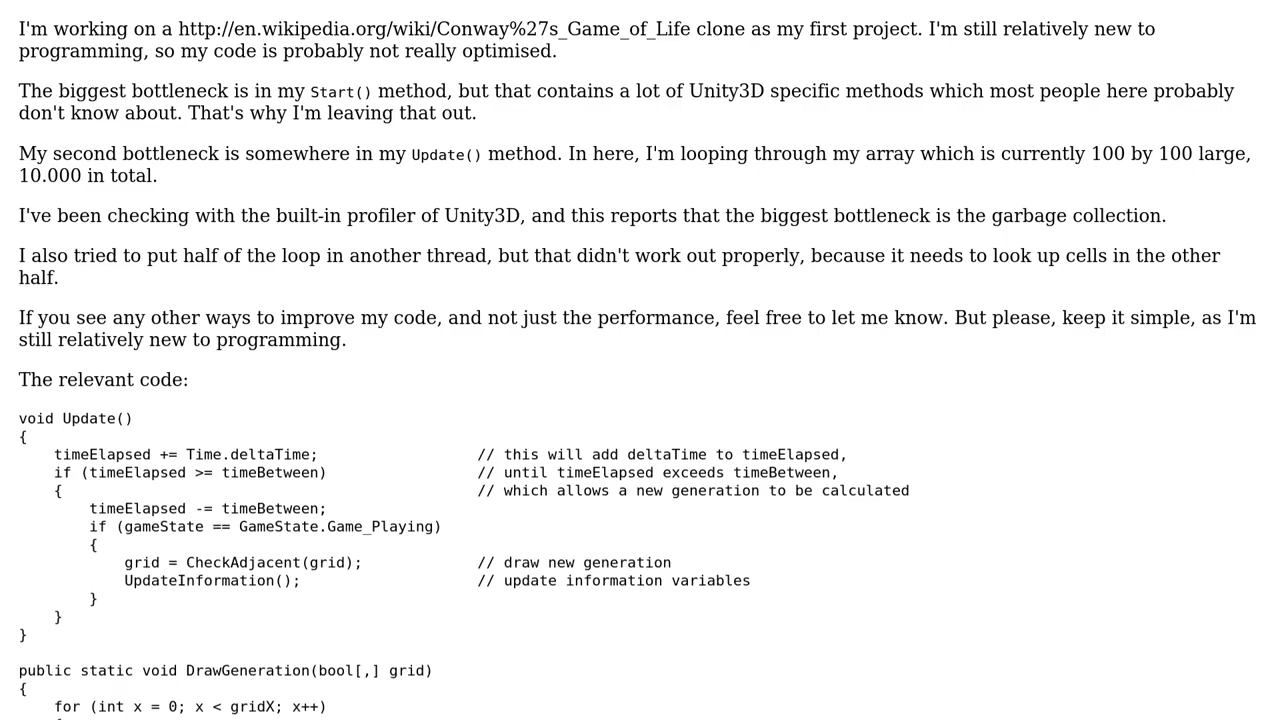 I'm working on a http://en.wikipedia.org/wiki/Conway%27s_Game_of_Life clone as my first project. I'm still relatively new to
programming, so my code is probably not really optimised.
The biggest bottleneck is in my Start() method, but that contains a lot of Unity3D specific methods which most people here probably
don't know about. That's why I'm leaving that out.
My second bottleneck is somewhere in my Update() method. In here, I'm looping through my array which is currently 100 by 100 large,
10.000 in total.
I've been checking with the built-in profiler of Unity3D, and this reports that the biggest bottleneck is the garbage collection.
I also tried to put half of the loop in another thread, but that didn't work out properly, because it needs to look up cells in the other
half.
If you see any other ways to improve my code, and not just the performance, feel free to let me know. But please, keep it simple, as I'm
still relatively new to programming.
The relevant code:
void Update()
{
    timeElapsed += Time.deltaTime;                  // this will add deltaTime to timeElapsed,
    if (timeElapsed >= timeBetween)                 // until timeElapsed exceeds timeBetween,
    {                                               // which allows a new generation to be calculated
        timeElapsed -= timeBetween;
        if (gameState == GameState.Game_Playing)
        {
            grid = CheckAdjacent(grid);             // draw new generation
            UpdateInformation();                    // update information variables
        }
    }
}
public static void DrawGeneration(bool[,] grid)
{
    for (int x = 0; x < gridX; x++)